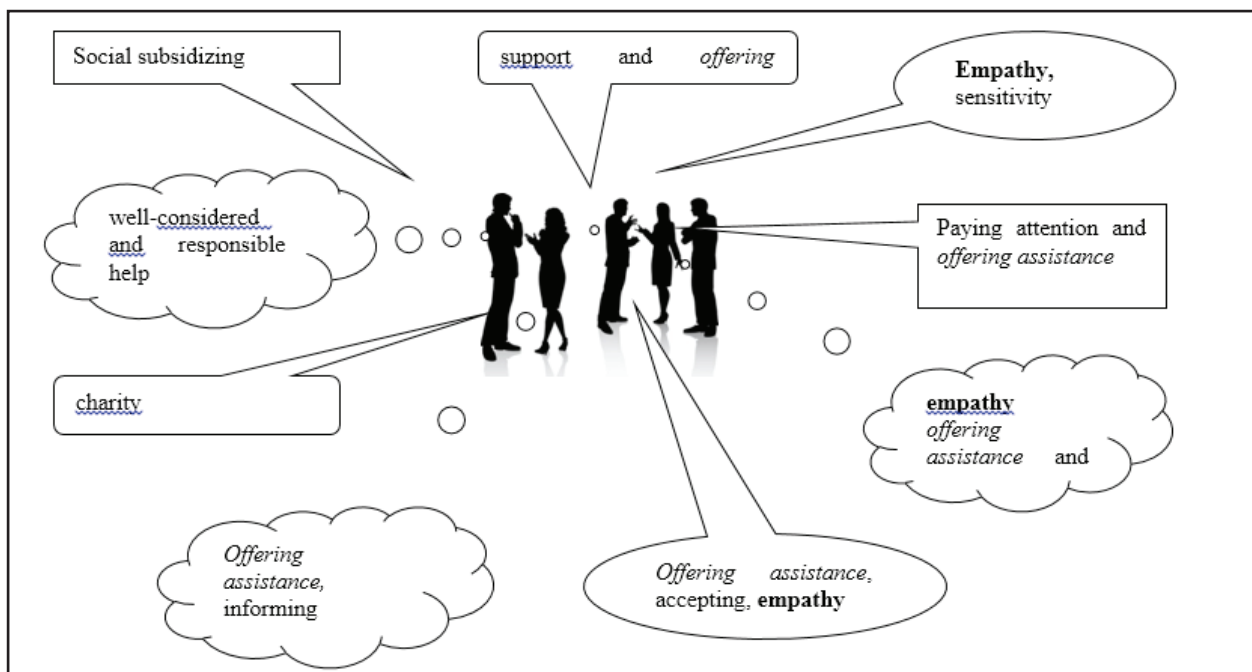 Social subsidizing
support and offering
Empathy,
sensitivity
well-considered
and responsible
help
Paying attention and
offering assistance
charity
empathy
offering
assistance and
Offering
assistance,
informing
Offering assistance,
accepting, empathy